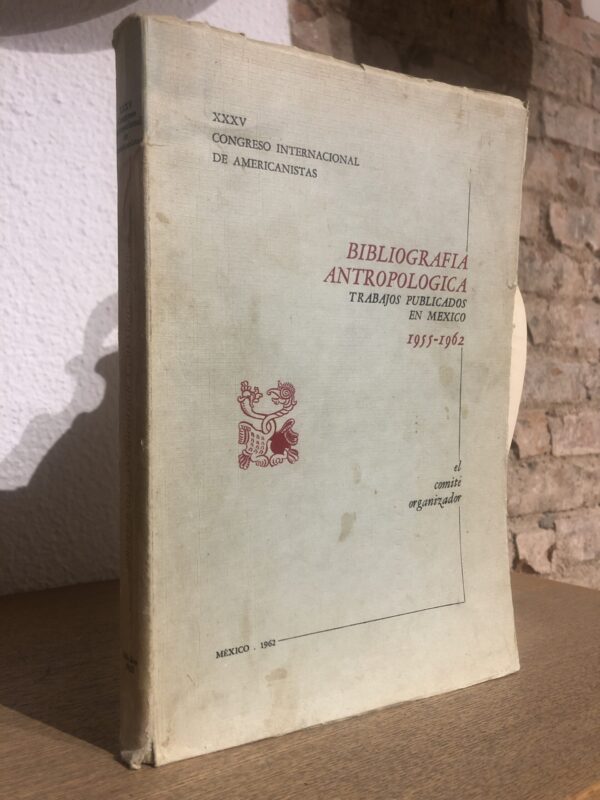 XXXV
CONGRESO INTERNACIONAL
DE AMERICANISTAS
BIBLIOGRAFIA
ANTROPOLOGICA
TRABAJOS PUBLICADOS
EN MEXICO
1955-1962
el
comité
organizador
MÉXICO . 1962